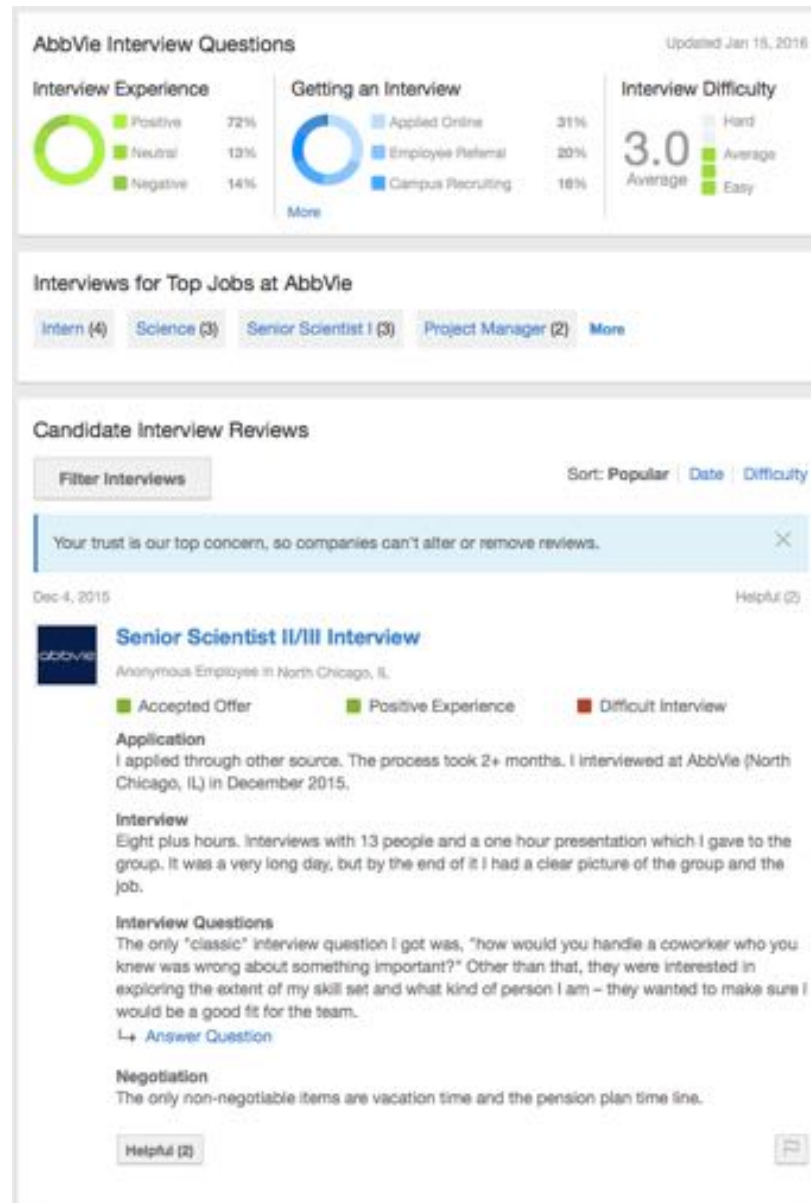 AbbVie Interview Questions
Updated Jan 15, 2016
Interview Experience
Positive 72%
Neutral 13%
Negative 14%
Getting an Interview
Applied Online 31%
Employee Referral 20%
Campus Recruiting 16%
More
Interview Difficulty
3.0
Average
Hard
Average
Easy
Interviews for Top Jobs at AbbVie
Intern (4) Science (3) Senior Scientist I (3) Project Manager (2) More
Candidate Interview Reviews
Filter Interviews
Sort: Popular Date Difficulty
Your trust is our top concern, so companies can't alter or remove reviews.
Dec 4, 2015
Helpful (2)
abbvie
Senior Scientist II/III Interview
Anonymous Employee in North Chicago, IL
Accepted Offer Positive Experience Difficult Interview
Application
I applied through other source. The process took 2+ months. I interviewed at AbbVie (North
Chicago, IL) in December 2015.
Interview
Eight plus hours. Interviews with 13 people and a one hour presentation which I gave to the
group. It was a very long day, but by the end of it I had a clear picture of the group and the
job.
Interview Questions
The only "classic" interview question I got was, "how would you handle a coworker who you
knew was wrong about something important?" Other than that, they were interested in
exploring the extent of my skill set and what kind of person I am – they wanted to make sure I
would be a good fit for the team.
Answer Question
Negotiation
The only non-negotiable items are vacation time and the pension plan time line.
Helpful (2)